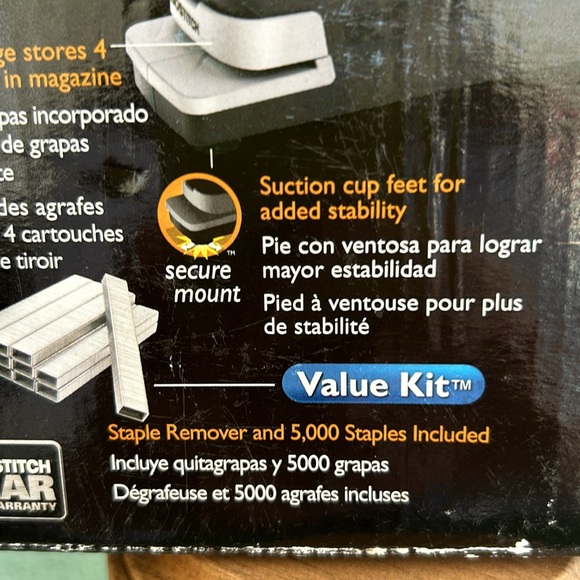 ge stores 4
in magazine
pas incorporado
de grapas
te
des agrafes
4 cartouches
e tiroir
Suction cup feet for
added stability
Pie con ventosa para lograr
mayor estabilidad
Pied à ventouse pour plus
de stabilité
secure
mount™
Value Kit™
Staple Remover and 5,000 Staples Included
Incluye quitagrapas y 5000 grapas
Dégrafeuse et 5000 agrafes incluses
STITCH
AR
ARRANTY